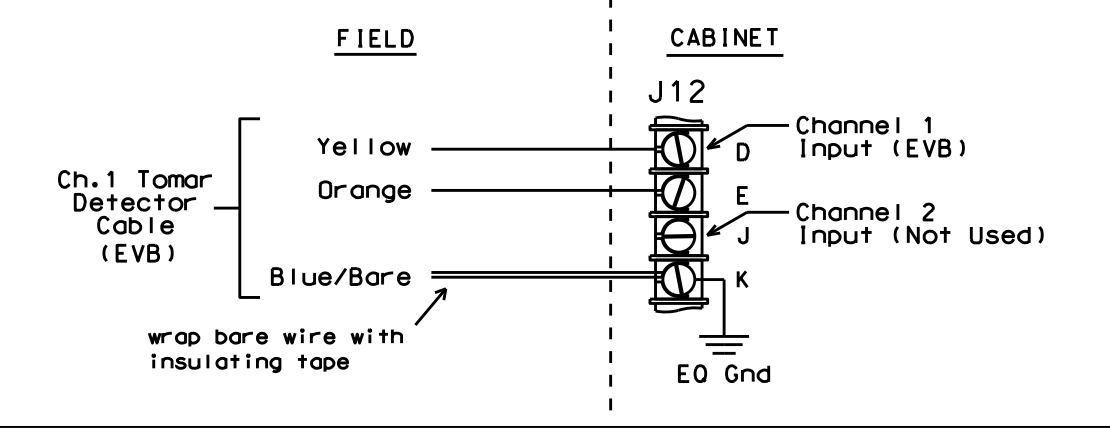 FIELD
CABINET
J12
Yellow
D
Channel 1
Input (EVB)
Ch.1 Tomar
Detector
Cable
(EVB)
Orange
E
Channel 2
Input (Not Used)
J
Blue/Bare
K
wrap bare wire with
insulating tape
EQ Gnd